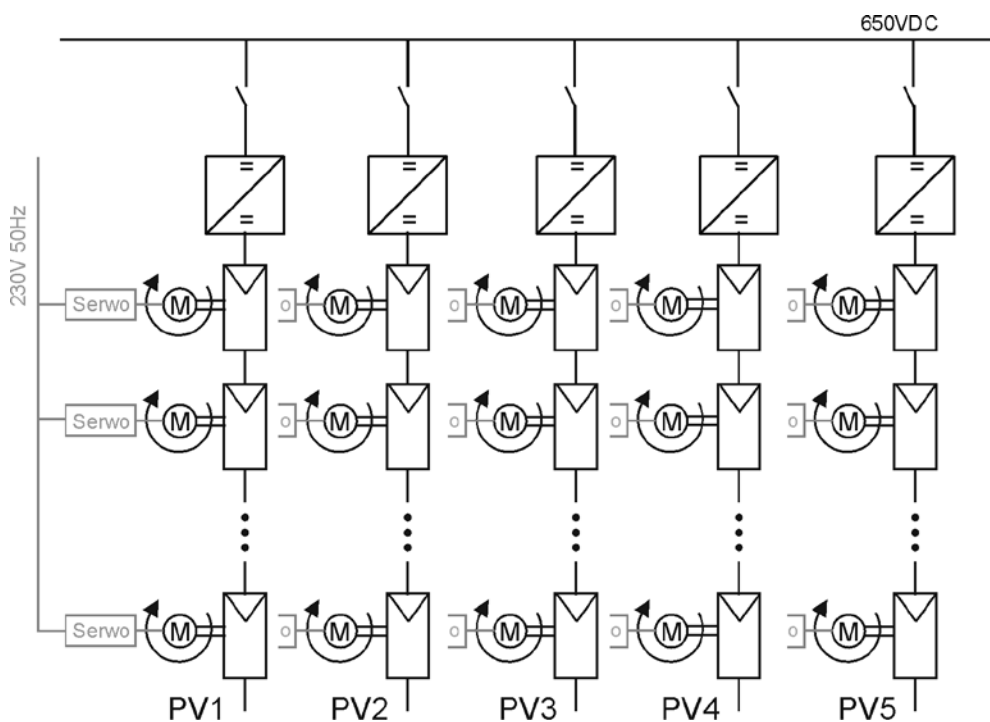 650VDC
230V 50Hz
Serwo M o M o M o M o M
Serwo M o M o M o M o M
Serwo M o M o M o M o M
PV1 PV2 PV3 PV4 PV5